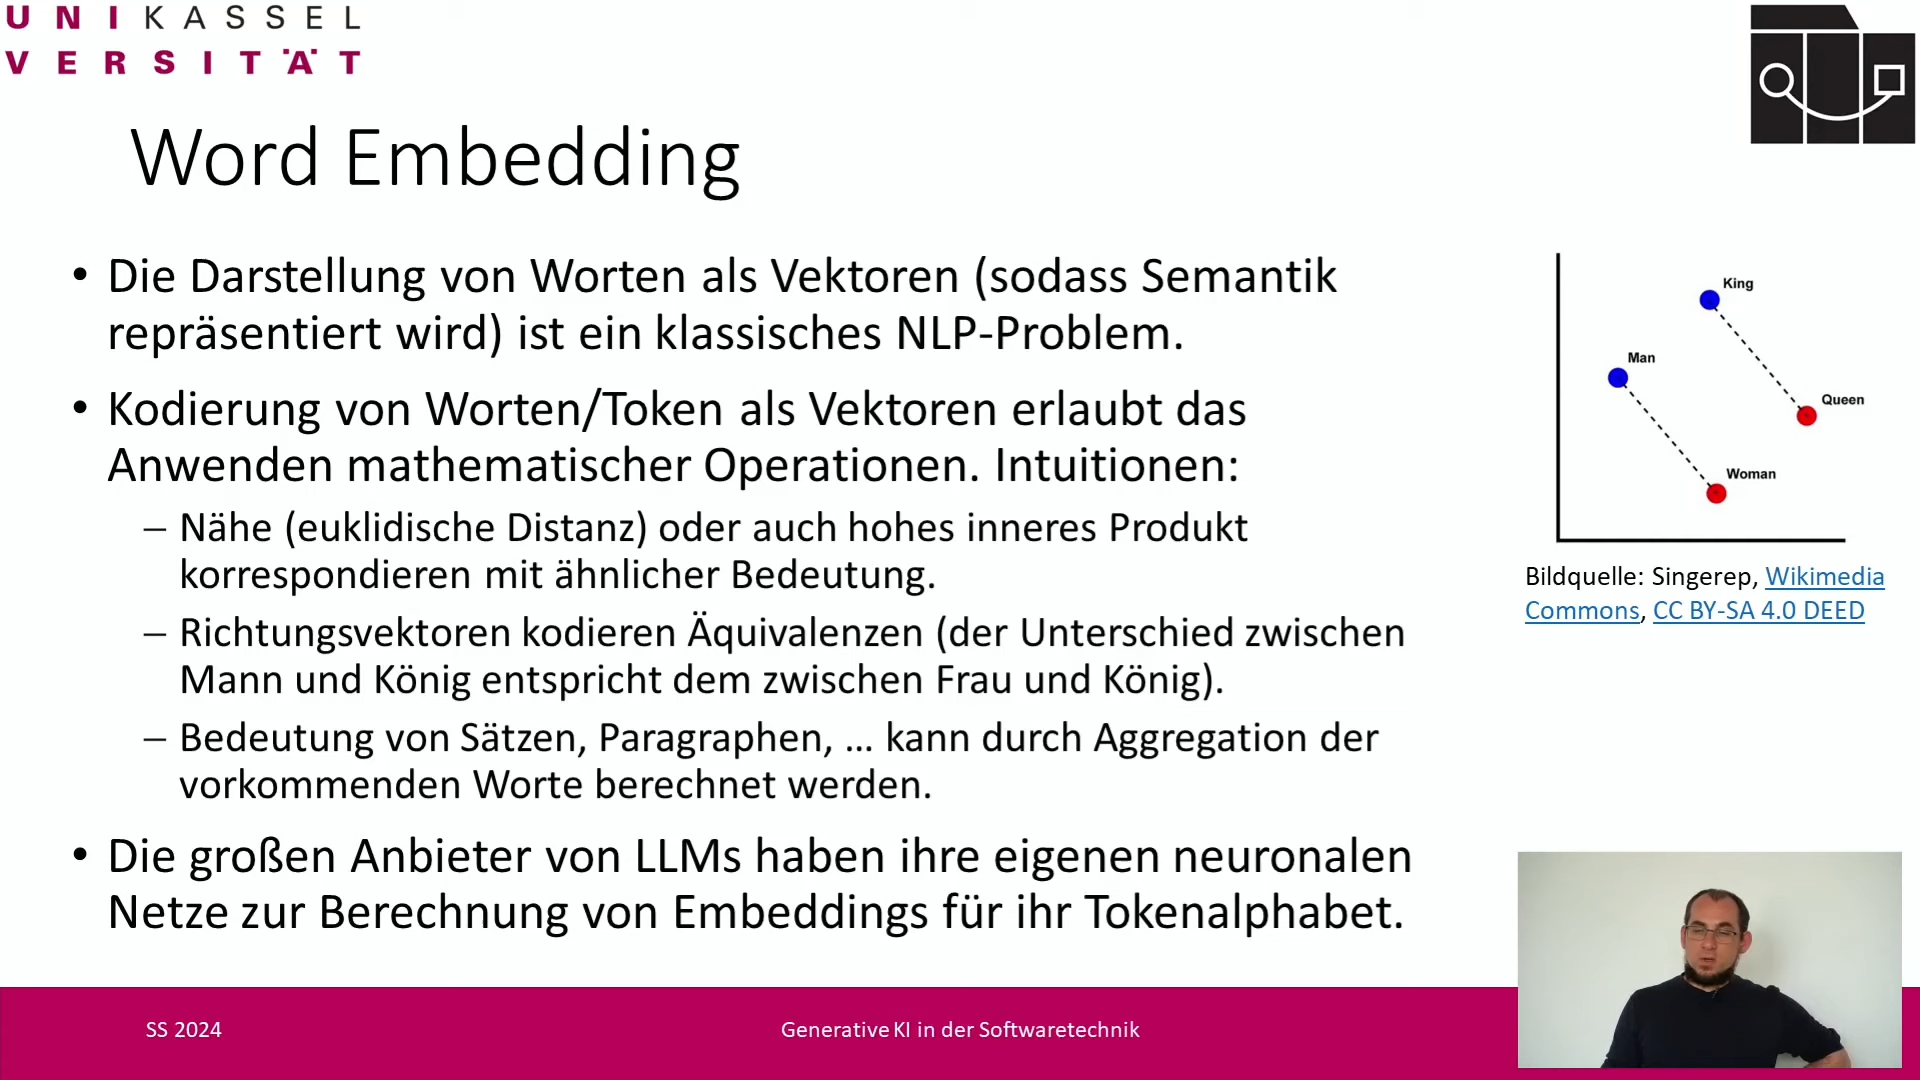 UNIKASSEL
VERSITÄT
Word Embedding
• Die Darstellung von Worten als Vektoren (sodass Semantik
repräsentiert wird) ist ein klassisches NLP-Problem.
• Kodierung von Worten/Token als Vektoren erlaubt das
Anwenden mathematischer Operationen. Intuitionen:
– Nähe (euklidische Distanz) oder auch hohes inneres Produkt
korrespondieren mit ähnlicher Bedeutung.
– Richtungsvektoren kodieren Äquivalenzen (der Unterschied zwischen
Mann und König entspricht dem zwischen Frau und König).
– Bedeutung von Sätzen, Paragraphen, … kann durch Aggregation der
vorkommenden Worte berechnet werden.
• Die großen Anbieter von LLMs haben ihre eigenen neuronalen
Netze zur Berechnung von Embeddings für ihr Tokenalphabet.
King
Man
Queen
Woman
Bildquelle: Singerep, Wikimedia
Commons, CC BY-SA 4.0 DEED
SS 2024
Generative KI in der Softwaretechnik